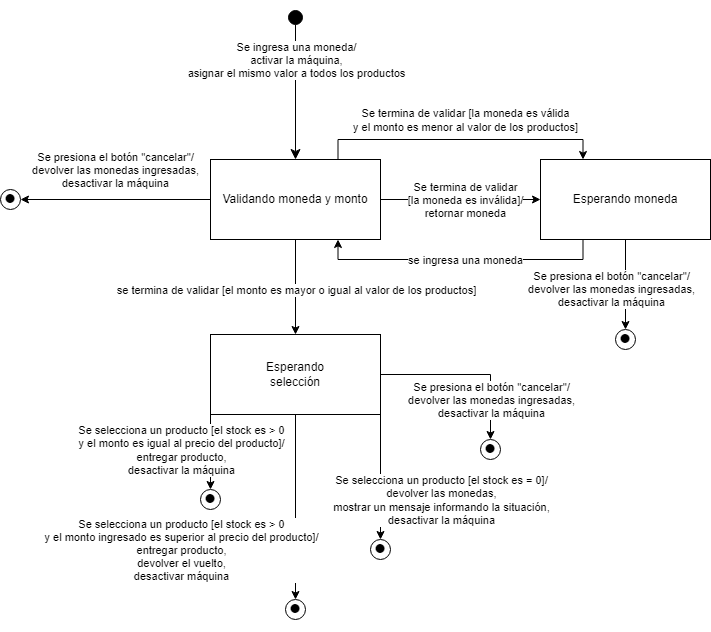 Se ingresa una moneda/
activar la máquina,
asignar el mismo valor a todos los productos
Se termina de validar [la moneda es válida
y el monto es menor al valor de los productos]
Se presiona el botón "cancelar"/
devolver las monedas ingresadas,
desactivar la máquina
Validando moneda y monto
Se termina de validar
[la moneda es inválida]/
retornar moneda
Esperando moneda
se ingresa una moneda
Se presiona el botón "cancelar"/
devolver las monedas ingresadas,
desactivar la máquina
se termina de validar [el monto es mayor o igual al valor de los productos]
Esperando
selección
Se presiona el botón "cancelar"/
devolver las monedas ingresadas,
desactivar la máquina
Se selecciona un producto [el stock es > 0
y el monto es igual al precio del producto]/
entregar producto,
desactivar la máquina
Se selecciona un producto [el stock es = 0]/
devolver las monedas,
mostrar un mensaje informando la situación,
desactivar la máquina
Se selecciona un producto [el stock es > 0
y el monto ingresado es superior al precio del producto]/
entregar producto,
devolver el vuelto,
desactivar máquina